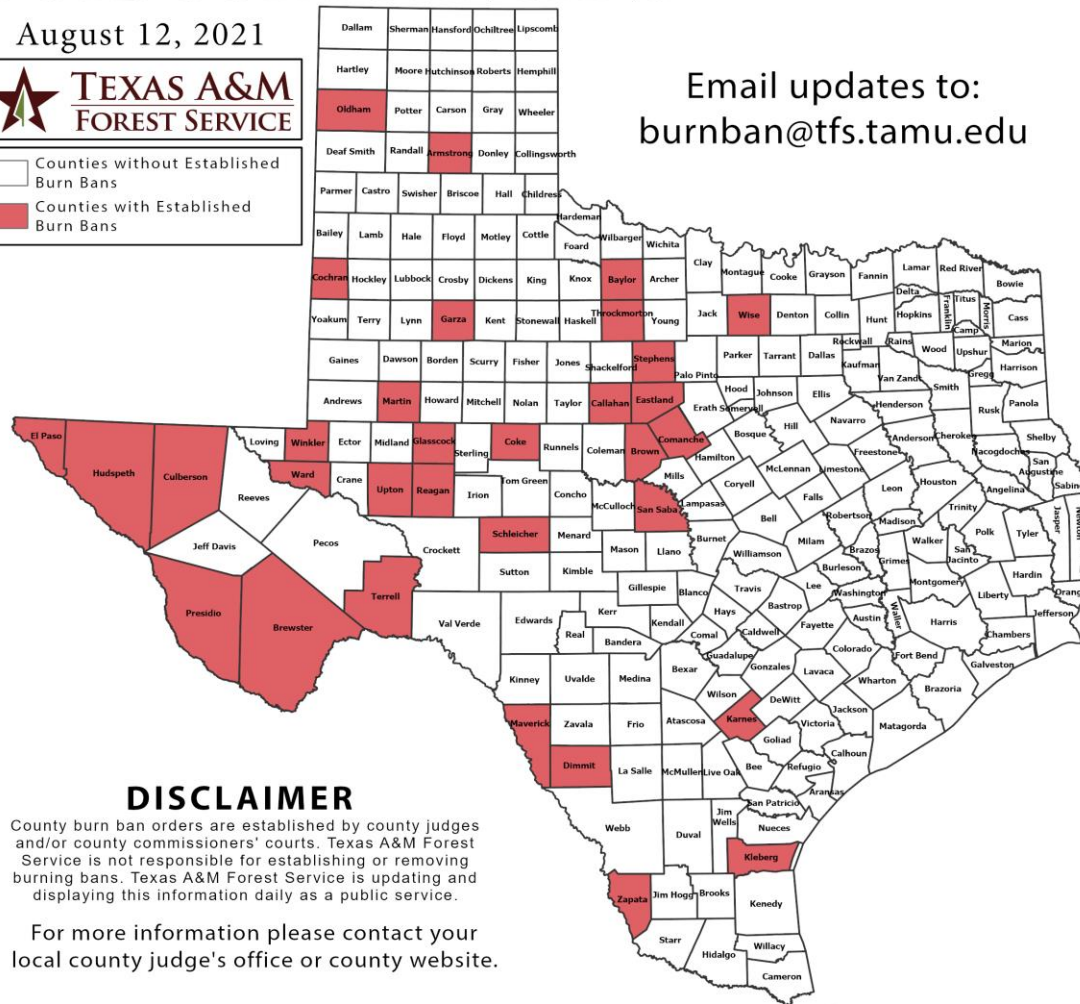 August 12, 2021
TEXAS A&M
FOREST SERVICE
Counties without Established
Burn Bans
Counties with Established
Burn Bans
Email updates to:
burnban@tfs.tamu.edu
Dallam Sherman Hansford Ochiltree Lipscomb
Hartley Moore Hutchinson Roberts Hemphill
Oldham Potter Carson Gray Wheeler
Deaf Smith Randall Armstrong Donley Collingsworth
Parmer Castro Swisher Briscoe Hall Childress
Hardeman
Bailey Lamb Hale Floyd Motley Cottle Foard Wilbarger Wichita
Clay Montague Cooke Grayson Fannin Lamar Red River Bowie
Cochran Hockley Lubbock Crosby Dickens King Knox Baylor Archer
Delta Franklin Titus Morris Cass
Yoakum Terry Lynn Garza Kent Stonewall Haskell Throckmorton Young Jack Wise Denton Collin Hunt Hopkins Camp
Rockwall Rains Wood Upshur Marion
Gaines Dawson Borden Scurry Fisher Jones Shackelford Stephens Palo Pinto Parker Tarrant Dallas Kaufman Van Zandt Smith Gregg Harrison
Andrews Martin Howard Mitchell Nolan Taylor Callahan Eastland Erath Hood Somervell Johnson Ellis Henderson Rusk Panola
El Paso Hudspeth Culberson
Loving Winkler Ector Midland Glasscock Sterling Coke Runnels Coleman Brown Comanche Hamilton Bosque Hill Navarro Anderson Cherokee Nacogdoches Shelby
Reeves Ward Crane Upton Reagan Irion Tom Green Concho McCulloch San Saba Mills Lampasas Coryell McLennan Limestone Freestone Leon Houston Angelina San Augustine Sabine
Jeff Davis Pecos Crockett Schleicher Menard Mason Llano Burnet Bell Falls Robertson Madison Trinity Polk Tyler Jasper Newton
Sutton Kimble Williamson Milam Brazos Grimes Walker San Jacinto Hardin
Presidio Brewster Terrell Val Verde Edwards Gillespie Blanco Travis Lee Burleson Washington Montgomery Liberty Orange
Real Kerr Kendall Hays Bastrop Fayette Austin Waller Harris Chambers Jefferson
Bandera Comal Caldwell Colorado Fort Bend Galveston
Kinney Uvalde Medina Bexar Guadalupe Gonzales Lavaca Wharton Brazoria
Maverick Zavala Frio Atascosa Wilson Karnes DeWitt Victoria Jackson Matagorda
Dimmit La Salle McMullen Live Oak Bee Goliad Refugio Calhoun Aransas
Webb Duval Jim Wells San Patricio Nueces
Kleberg
Zapata Jim Hogg Brooks Kenedy
Starr Hidalgo Willacy
Cameron
DISCLAIMER
County burn ban orders are established by county judges
and/or county commissioners' courts. Texas A&M Forest
Service is not responsible for establishing or removing
burning bans. Texas A&M Forest Service is updating and
displaying this information daily as a public service.
For more information please contact your
local county judge's office or county website.